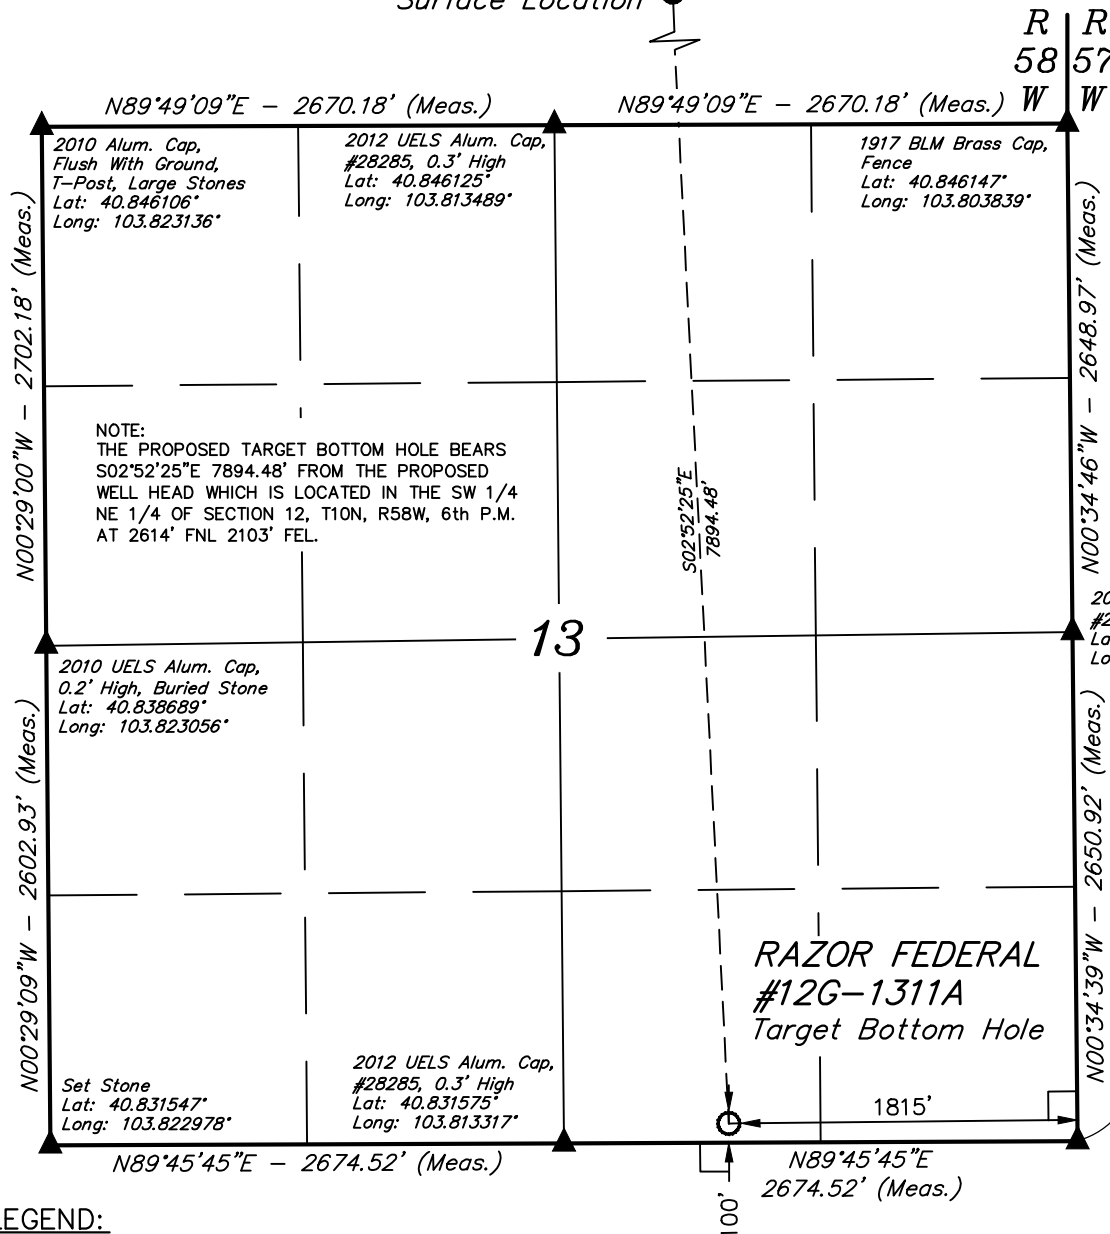 Surface Location
R R
58 57
W W
N89°49'09"E - 2670.18' (Meas.)
N89°49'09"E - 2670.18' (Meas.)
2010 Alum. Cap,
Flush With Ground,
T-Post, Large Stones
Lat: 40.846106°
Long: 103.823136°
2012 UELS Alum. Cap,
#28285, 0.3' High
Lat: 40.846125°
Long: 103.813489°
1917 BLM Brass Cap,
Fence
Lat: 40.846147°
Long: 103.803839°
N00°29'00"W - 2702.18' (Meas.)
N00°34'46"W - 2648.97' (Meas.)
NOTE:
THE PROPOSED TARGET BOTTOM HOLE BEARS
S02°52'25"E 7894.48' FROM THE PROPOSED
WELL HEAD WHICH IS LOCATED IN THE SW 1/4
NE 1/4 OF SECTION 12, T10N, R58W, 6th P.M.
AT 2614' FNL 2103' FEL.
S02°52'25"E
7894.48'
13
20
#2
La
Lo
2010 UELS Alum. Cap,
0.2' High, Buried Stone
Lat: 40.838689°
Long: 103.823056°
N00°29'09"W - 2602.93' (Meas.)
N00°34'39"W - 2650.92' (Meas.)
RAZOR FEDERAL
#12G-1311A
Target Bottom Hole
Set Stone
Lat: 40.831547°
Long: 103.822978°
2012 UELS Alum. Cap,
#28285, 0.3' High
Lat: 40.831575°
Long: 103.813317°
1815'
N89°45'45"E - 2674.52' (Meas.)
N89°45'45"E
2674.52' (Meas.)
100'
LEGEND: